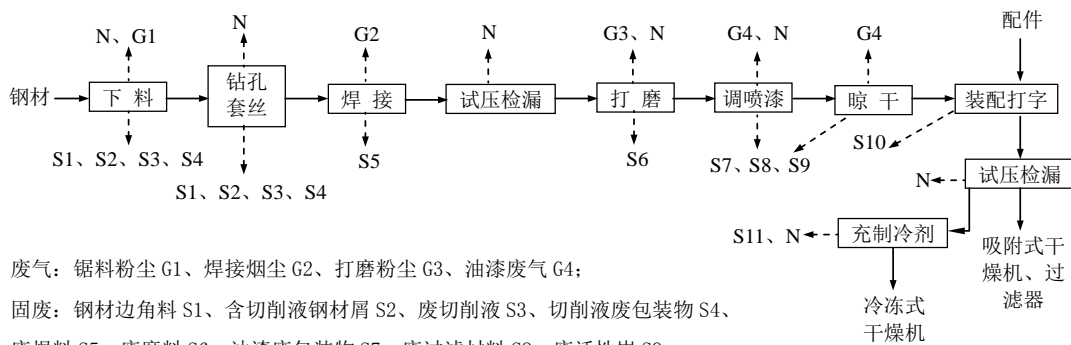 配件
N、G1
N
G2
N
G3、N
G4、N
G4
钢材
下 料
钻孔
套丝
焊 接
试压检漏
打 磨
调喷漆
晾 干
装配打字
S1、S2、S3、S4
S1、S2、S3、S4
S5
S6
S7、S8、S9
S10
N
试压检漏
S11、N
充制冷剂
吸附式干
燥机、过
滤器
冷冻式
干燥机
废气：锯料粉尘 G1、焊接烟尘 G2、打磨粉尘 G3、油漆废气 G4；
固废：钢材边角料 S1、含切削液钢材屑 S2、废切削液 S3、切削液废包装物 S4、